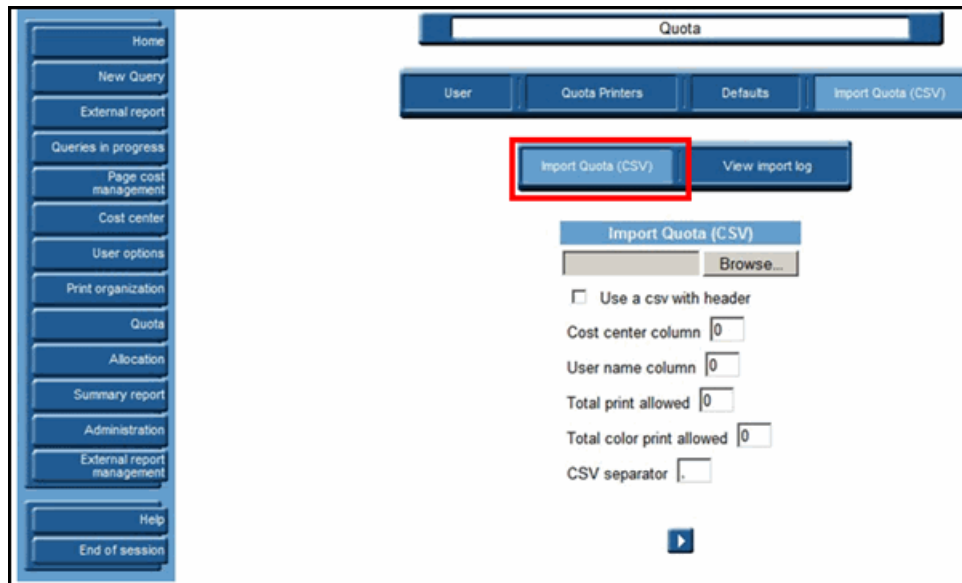 Home
New Query
External report
Queries in progress
Page cost
management
Cost center
User options
Print organization
Quota
Allocation
Summary report
Administration
External report
management
Help
End of session
Quota
User
Quota Printers
Defaults
Import Quota (CSV)
Import Quota (CSV)
View import log
Import Quota (CSV)
Browse...
Use a csv with header
Cost center column 0
User name column 0
Total print allowed 0
Total color print allowed 0
CSV separator .